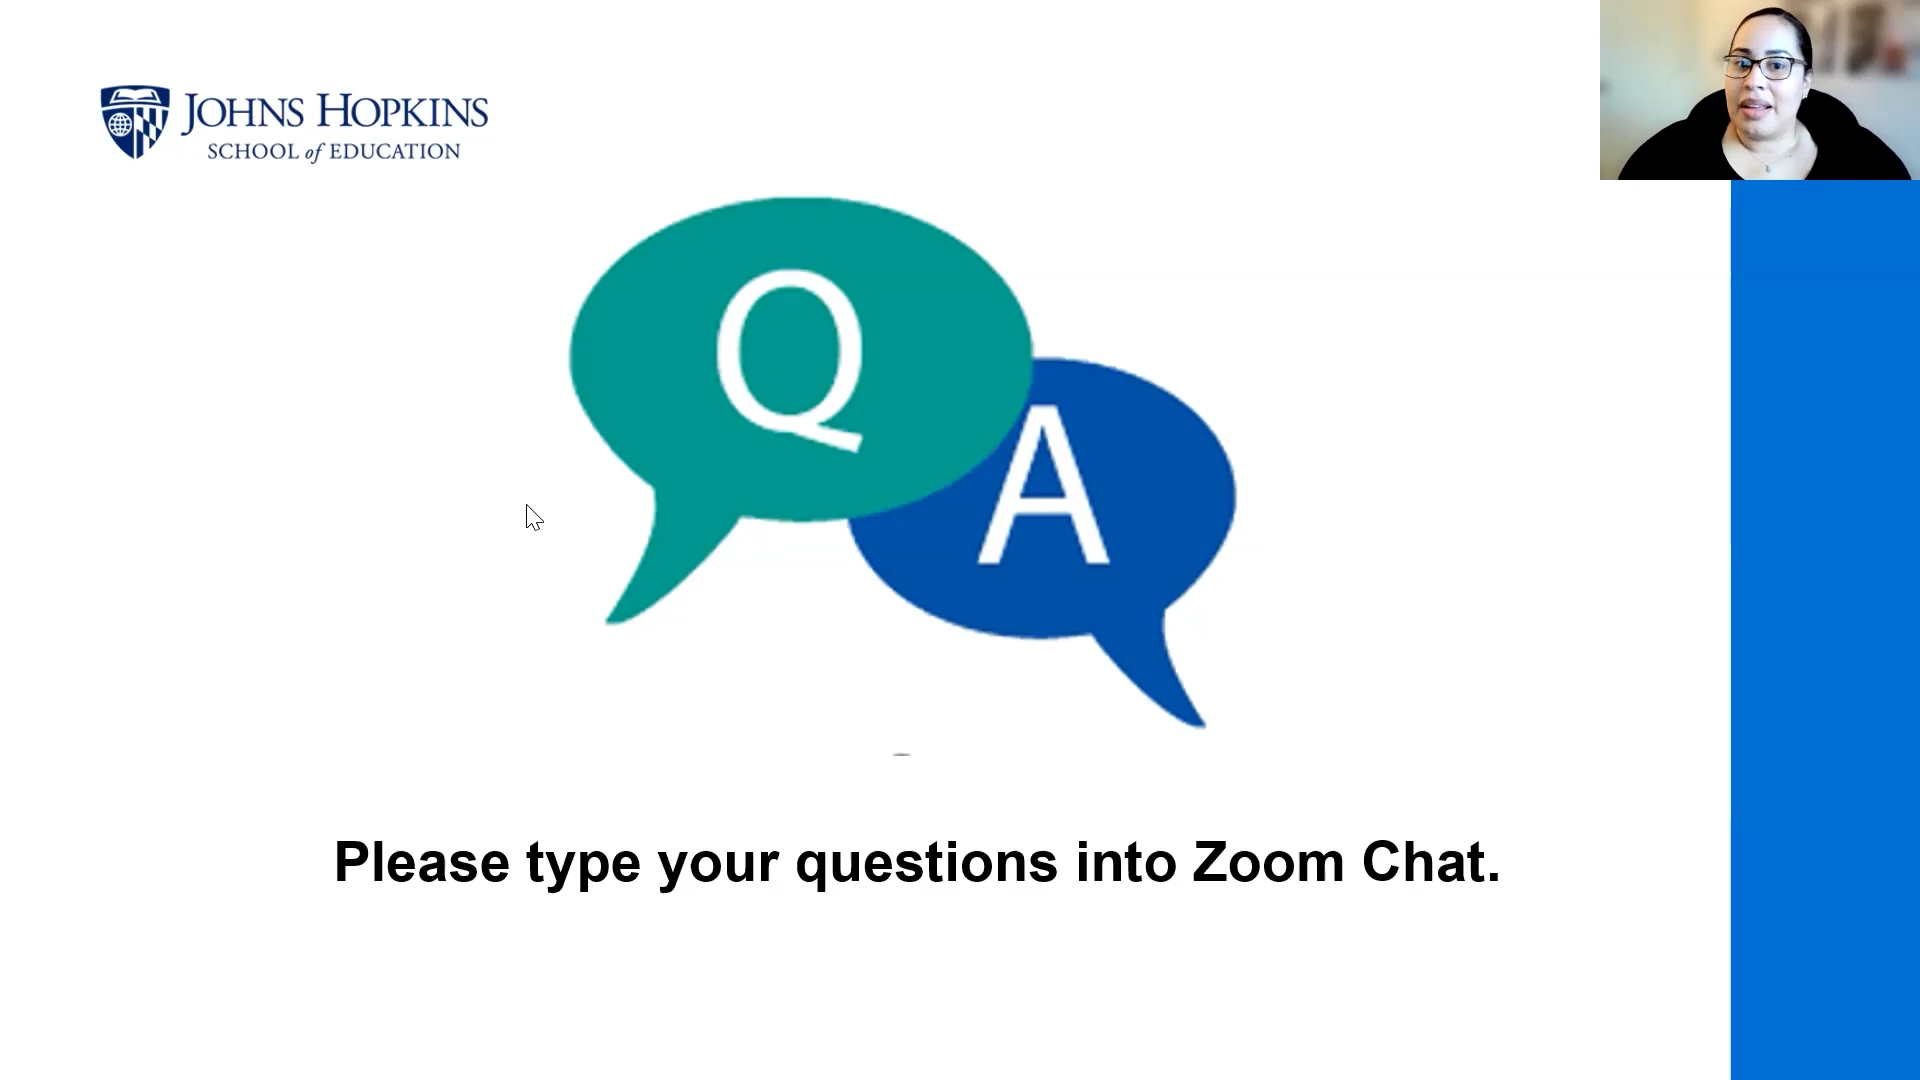 JOHNS HOPKINS
SCHOOL of EDUCATION
Q
A
Please type your questions into Zoom Chat.